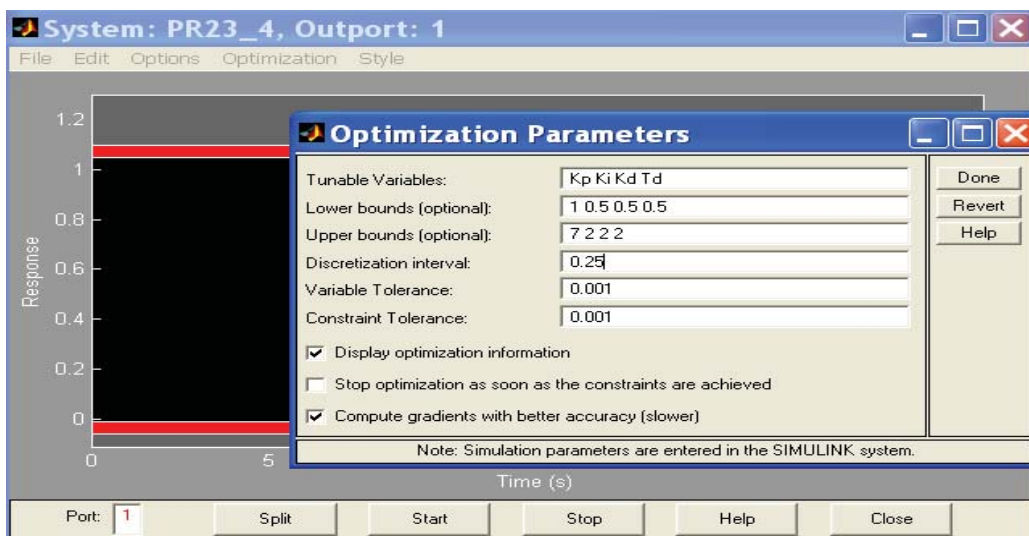 System: PR23_4, Outport: 1
File Edit Options Optimization Style
1.2
1
0.8
0.6
0.4
0.2
0
Response
0 5
Time (s)
Optimization Parameters
Tunable Variables: Kp Ki Kd Td
Lower bounds (optional): 1 0.5 0.5 0.5
Upper bounds (optional): 7 2 2 2
Discretization interval: 0.25
Variable Tolerance: 0.001
Constraint Tolerance: 0.001
Display optimization information
Stop optimization as soon as the constraints are achieved
Compute gradients with better accuracy (slower)
Done
Revert
Help
Note: Simulation parameters are entered in the SIMULINK system.
Port: 1 Split Start Stop Help Close